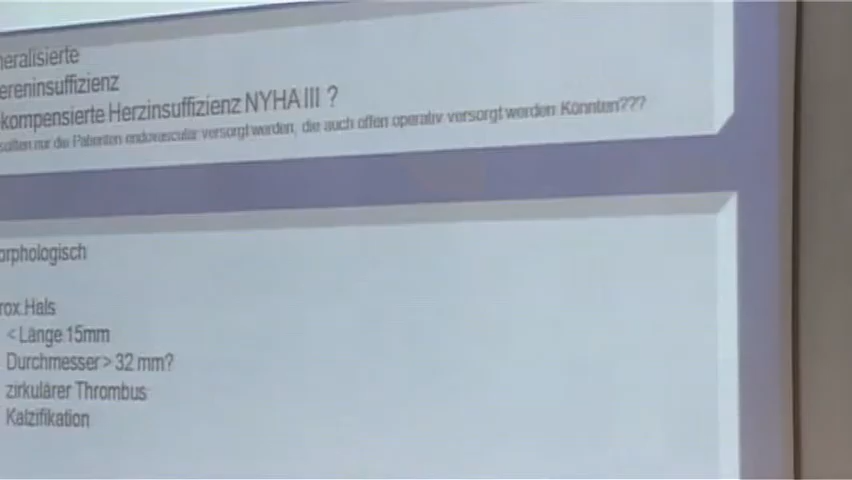 neralisierte
ereninsuffizienz
kompensierte Herzinsuffizienz NYHA III ?
sollten nur die Patienten endovasculär versorgt werden, die auch offen operativ versorgt werden Könnten???
orphologisch
rox.Hals
< Länge 15mm
Durchmesser > 32 mm?
zirkulärer Thrombus
Kalzifikation